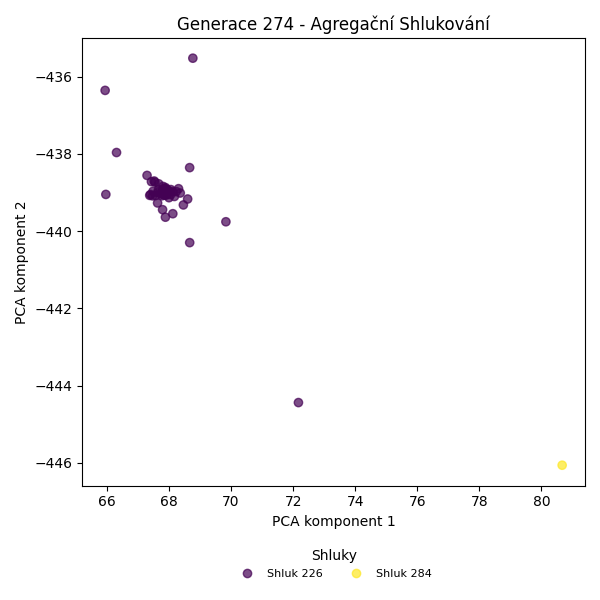 Generace 274 - Agregační Shlukování
PCA komponent 2
−436
−438
−440
−442
−444
−446
66 68 70 72 74 76 78 80
PCA komponent 1
Shluky
Shluk 226 Shluk 284